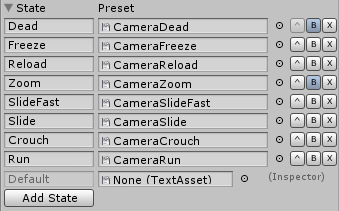 State Preset
Dead CameraDead ^ B X
Freeze CameraFreeze ^ B X
Reload CameraReload ^ B X
Zoom CameraZoom ^ B X
SlideFast CameraSlideFast ^ B X
Slide CameraSlide ^ B X
Crouch CameraCrouch ^ B X
Run CameraRun ^ B X
Default None (TextAsset) (Inspector)
Add State